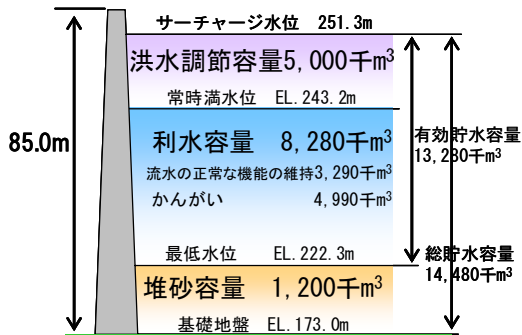 サーチャージ水位 251.3m
洪水調節容量5,000千m³
常時満水位 EL.243.2m
85.0m
利水容量 8,280千m³
流水の正常な機能の維持3,290千m³
かんがい 4,990千m³
有効貯水容量
13,280千m³
最低水位 EL.222.3m
総貯水容量
14,480千m³
堆砂容量 1,200千m³
基礎地盤 EL.173.0m